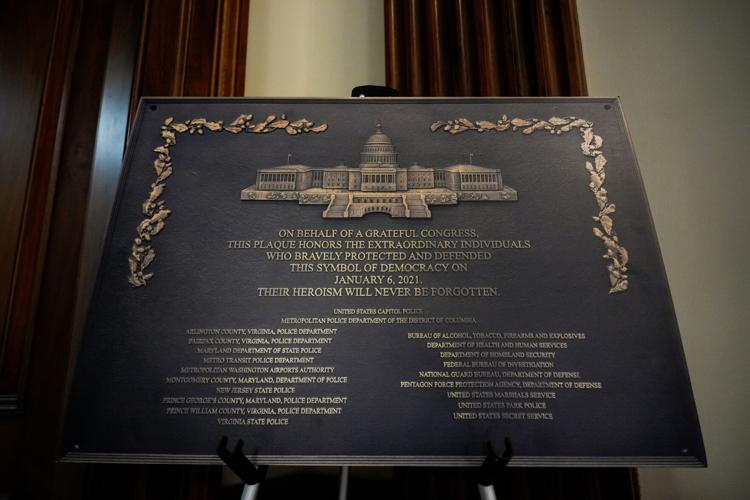 ON BEHALF OF A GRATEFUL CONGRESS,
THIS PLAQUE HONORS THE EXTRAORDINARY INDIVIDUALS
WHO BRAVELY PROTECTED AND DEFENDED
THIS SYMBOL OF DEMOCRACY ON
JANUARY 6, 2021.
THEIR HEROISM WILL NEVER BE FORGOTTEN.
UNITED STATES CAPITOL POLICE
METROPOLITAN POLICE DEPARTMENT OF THE DISTRICT OF COLUMBIA
ARLINGTON COUNTY, VIRGINIA, POLICE DEPARTMENT
FAIRFAX COUNTY, VIRGINIA, POLICE DEPARTMENT
MARYLAND DEPARTMENT OF STATE POLICE
METRO TRANSIT POLICE DEPARTMENT
METROPOLITAN WASHINGTON AIRPORTS AUTHORITY
MONTGOMERY COUNTY, MARYLAND, DEPARTMENT OF POLICE
NEW JERSEY STATE POLICE
PRINCE GEORGE'S COUNTY, MARYLAND, POLICE DEPARTMENT
PRINCE WILLIAM COUNTY, VIRGINIA, POLICE DEPARTMENT
VIRGINIA STATE POLICE
BUREAU OF ALCOHOL, TOBACCO, FIREARMS AND EXPLOSIVES
DEPARTMENT OF HEALTH AND HUMAN SERVICES
DEPARTMENT OF HOMELAND SECURITY
FEDERAL BUREAU OF INVESTIGATION
NATIONAL GUARD BUREAU, DEPARTMENT OF DEFENSE
PENTAGON FORCE PROTECTION AGENCY, DEPARTMENT OF DEFENSE
UNITED STATES MARSHALS SERVICE
UNITED STATES PARK POLICE
UNITED STATES SECRET SERVICE